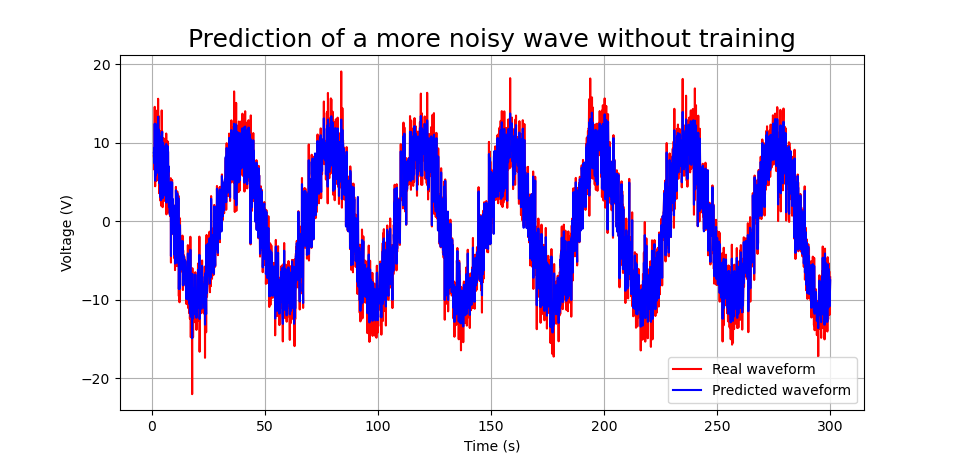 Prediction of a more noisy wave without training
20
10
0
−10
−20
Voltage (V)
0 50 100 150 200 250 300
Time (s)
Real waveform
Predicted waveform